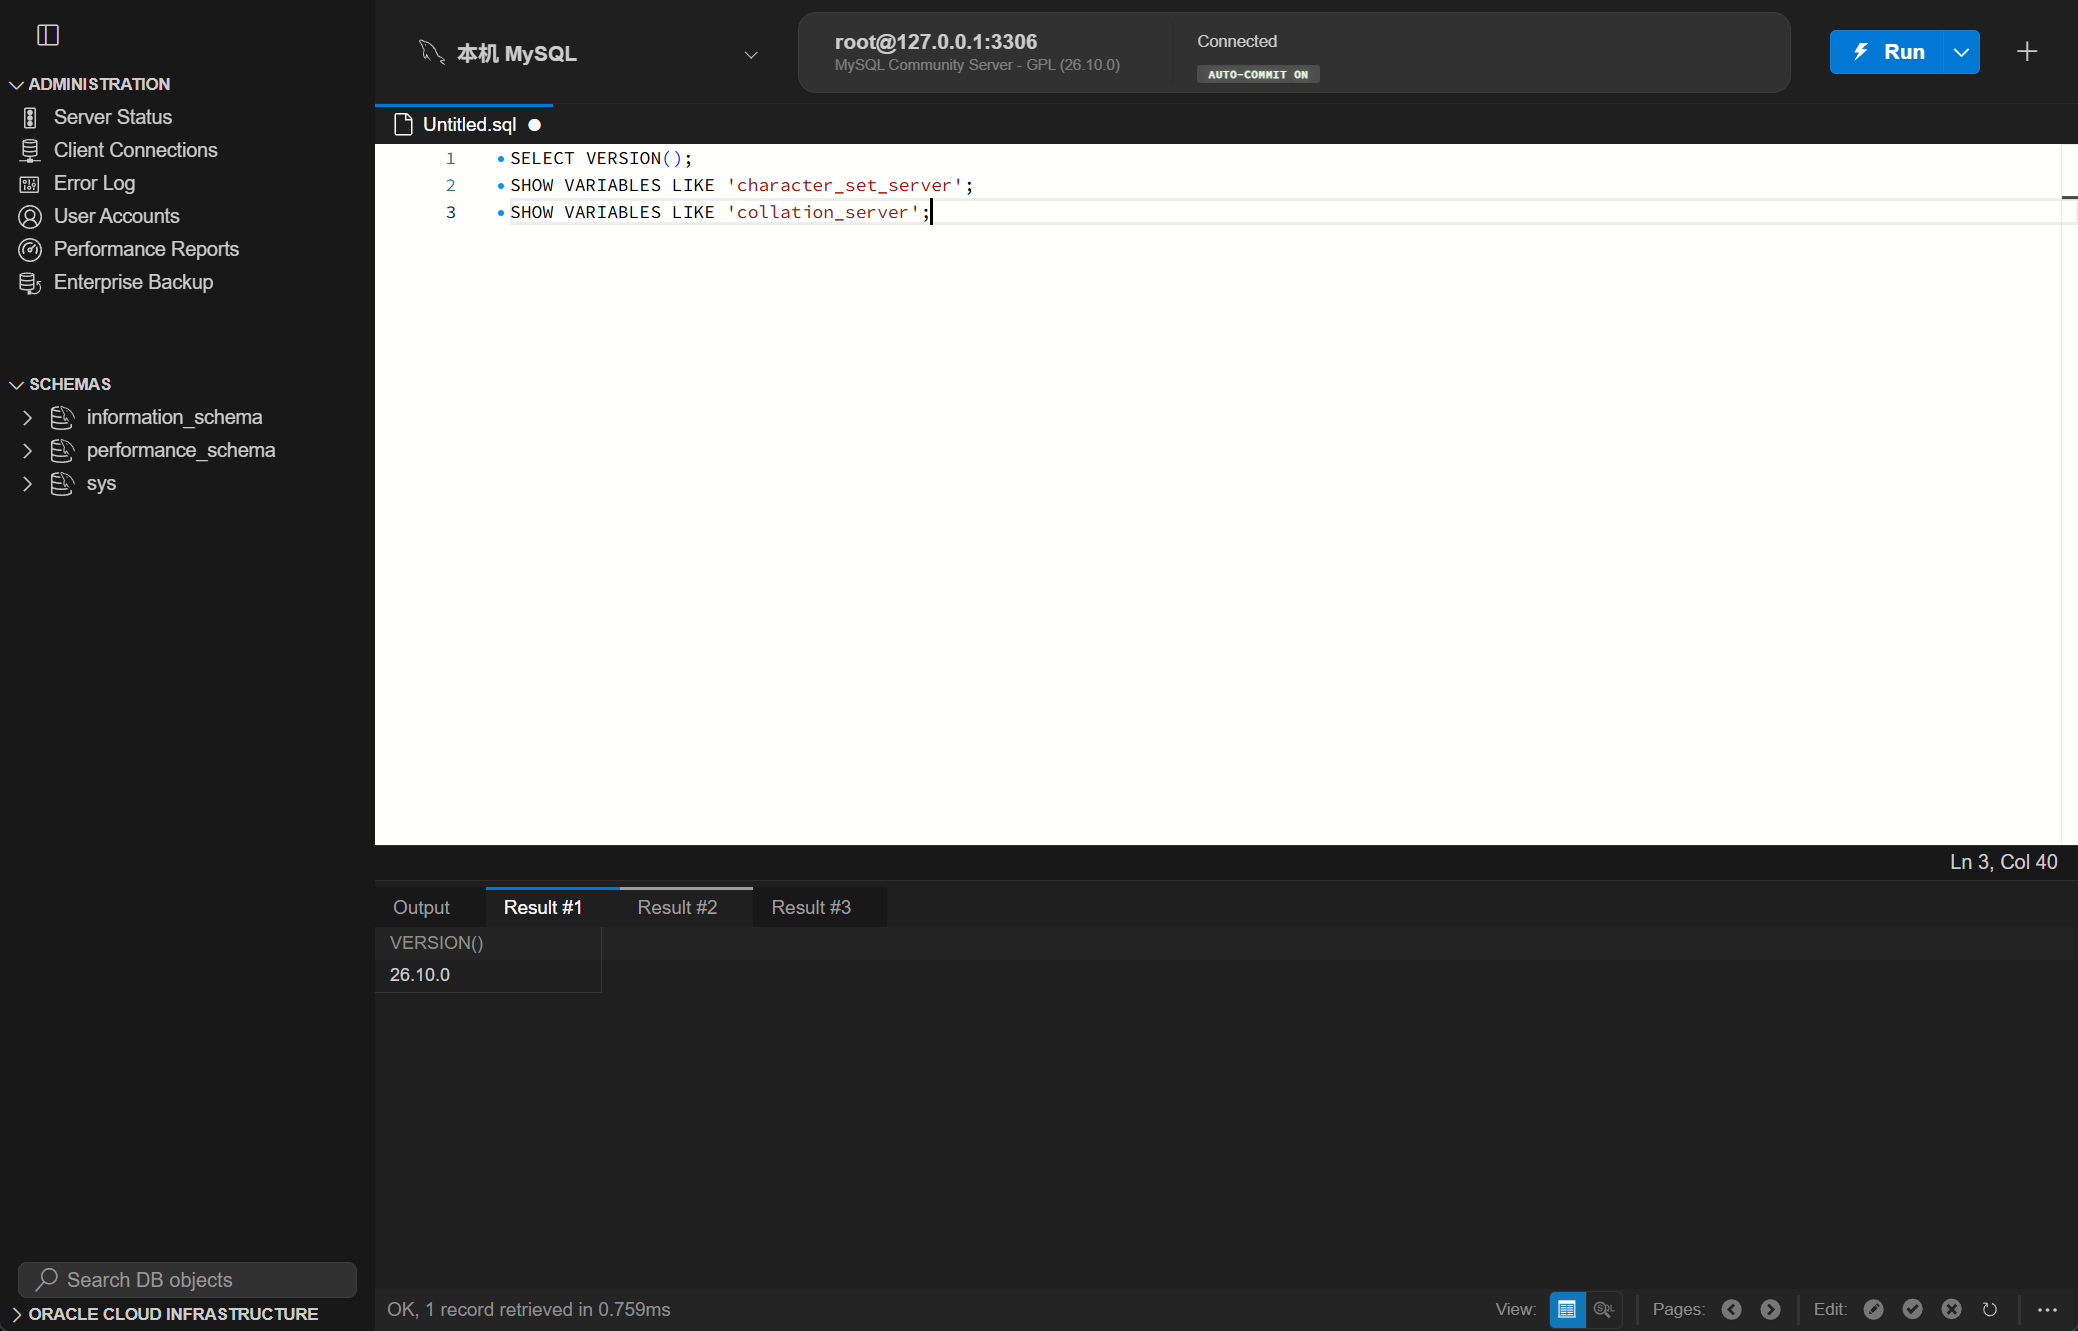 ADMINISTRATION
Server Status
Client Connections
Error Log
User Accounts
Performance Reports
Enterprise Backup
SCHEMAS
information_schema
performance_schema
sys
Search DB objects
ORACLE CLOUD INFRASTRUCTURE
本机 MySQL
root@127.0.0.1:3306
MySQL Community Server - GPL (26.10.0)
Connected
AUTO-COMMIT ON
Run
Untitled.sql
1 SELECT VERSION();
2 SHOW VARIABLES LIKE 'character_set_server';
3 SHOW VARIABLES LIKE 'collation_server';
Ln 3, Col 40
Output Result #1 Result #2 Result #3
VERSION()
26.10.0
OK, 1 record retrieved in 0.759ms
View: SQL Pages: Edit: